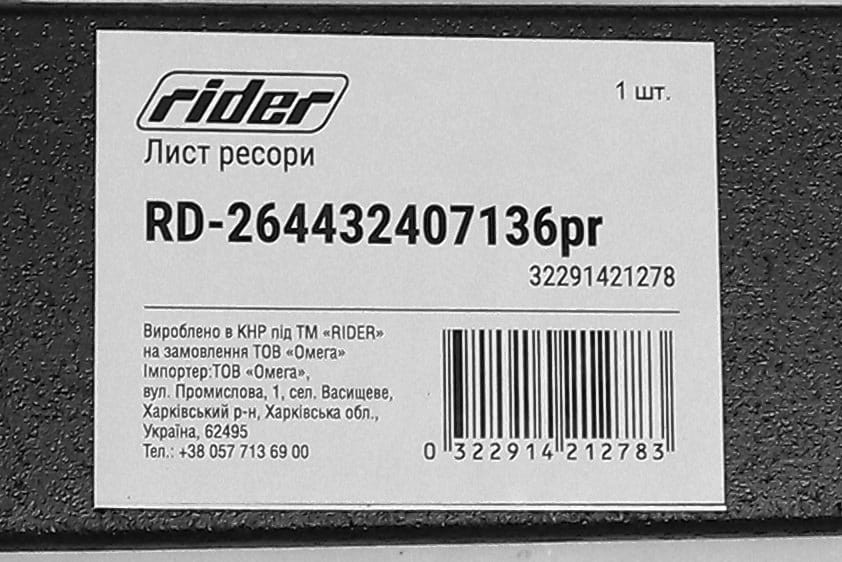 rider
1 шт.
Лист ресори
RD-264432407136pr
32291421278
Вироблено в КНР під ТМ «RIDER»
на замовлення ТОВ «Омега»
Імпортер:ТОВ «Омега»,
вул. Промислова, 1, сел. Васищеве,
Харківський р-н, Харківська обл.,
Україна, 62495
Тел.: +38 057 713 69 00
0 322914 212783